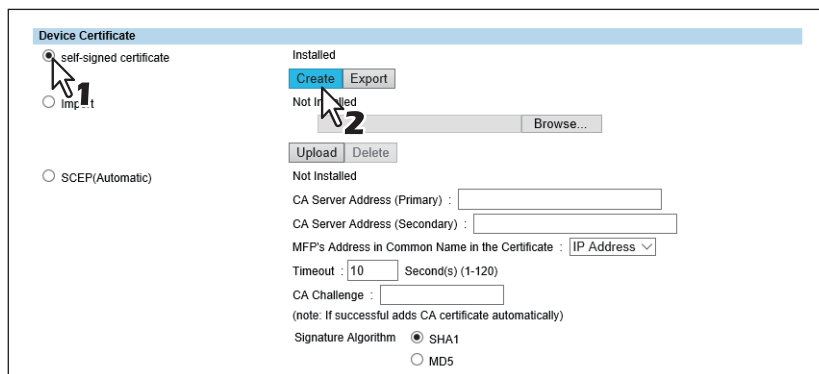 Device Certificate
self-signed certificate Installed
Create Export
1
Import Not Installed
2
Browse...
Upload Delete
SCEP(Automatic) Not Installed
CA Server Address (Primary) :
CA Server Address (Secondary) :
MFP's Address in Common Name in the Certificate : IP Address
Timeout : 10 Second(s) (1-120)
CA Challenge :
(note: If successful adds CA certificate automatically)
Signature Algorithm SHA1
MD5